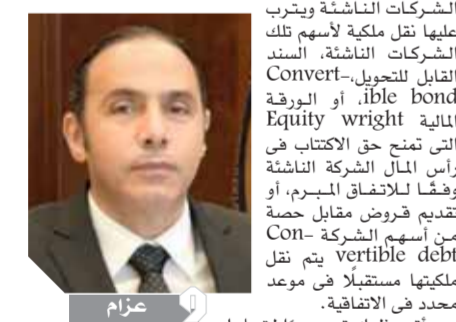 الشركات الناشئة ويترب
عليها نقل ملكية لأسهم تلك
الشركات الناشئة، السند
القابل للتحويل،-Convert
ible bond، أو الورقة
المالية Equity wright
التى تمنح حق الاكتتاب فى
رأس المال الشركة الناشئة
وفقًا للاتفاق المبرم، أو
تقديم قروض مقابل حصة
من أسهم الشركة -Con
vertible debt يتم نقل
ملكيتها مستقبلًا فى موعد
محدد فى الاتفاقية.
عزام